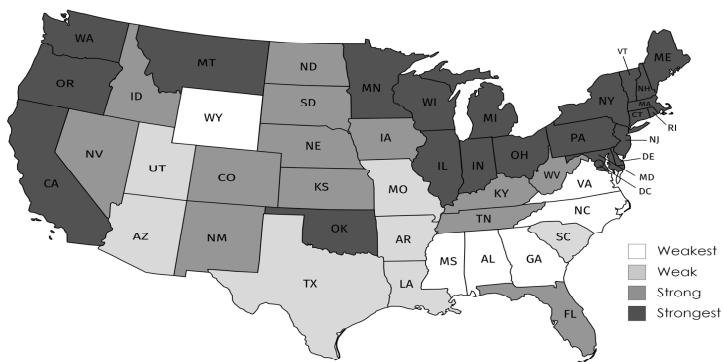 WA
MT
ND
MN
VT
ME
OR
ID
SD
WI
MI
NY
NH
MA
CT
RI
WY
NV
UT
CO
NE
IA
IL
IN
OH
PA
NJ
DE
MD
DC
CA
KS
MO
KY
WV
VA
AZ
NM
OK
AR
TN
NC
SC
TX
LA
MS
AL
GA
FL
Weakest
Weak
Strong
Strongest